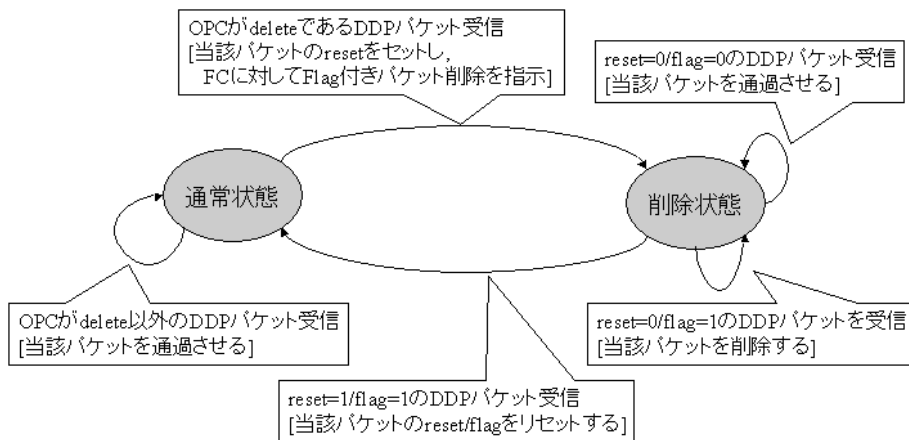 OPCがdeleteであるDDPパケット受信
[当該パケットのresetをセットし,
FCに対してFlag付きパケット削除を指示]
reset=0/flag=0のDDPパケット受信
[当該パケットを通過させる]
通常状態
削除状態
OPCがdelete以外のDDPパケット受信
[当該パケットを通過させる]
reset=0/flag=1のDDPパケットを受信
[当該パケットを削除する]
reset=1/flag=1のDDPパケット受信
[当該パケットのreset/flagをリセットする]